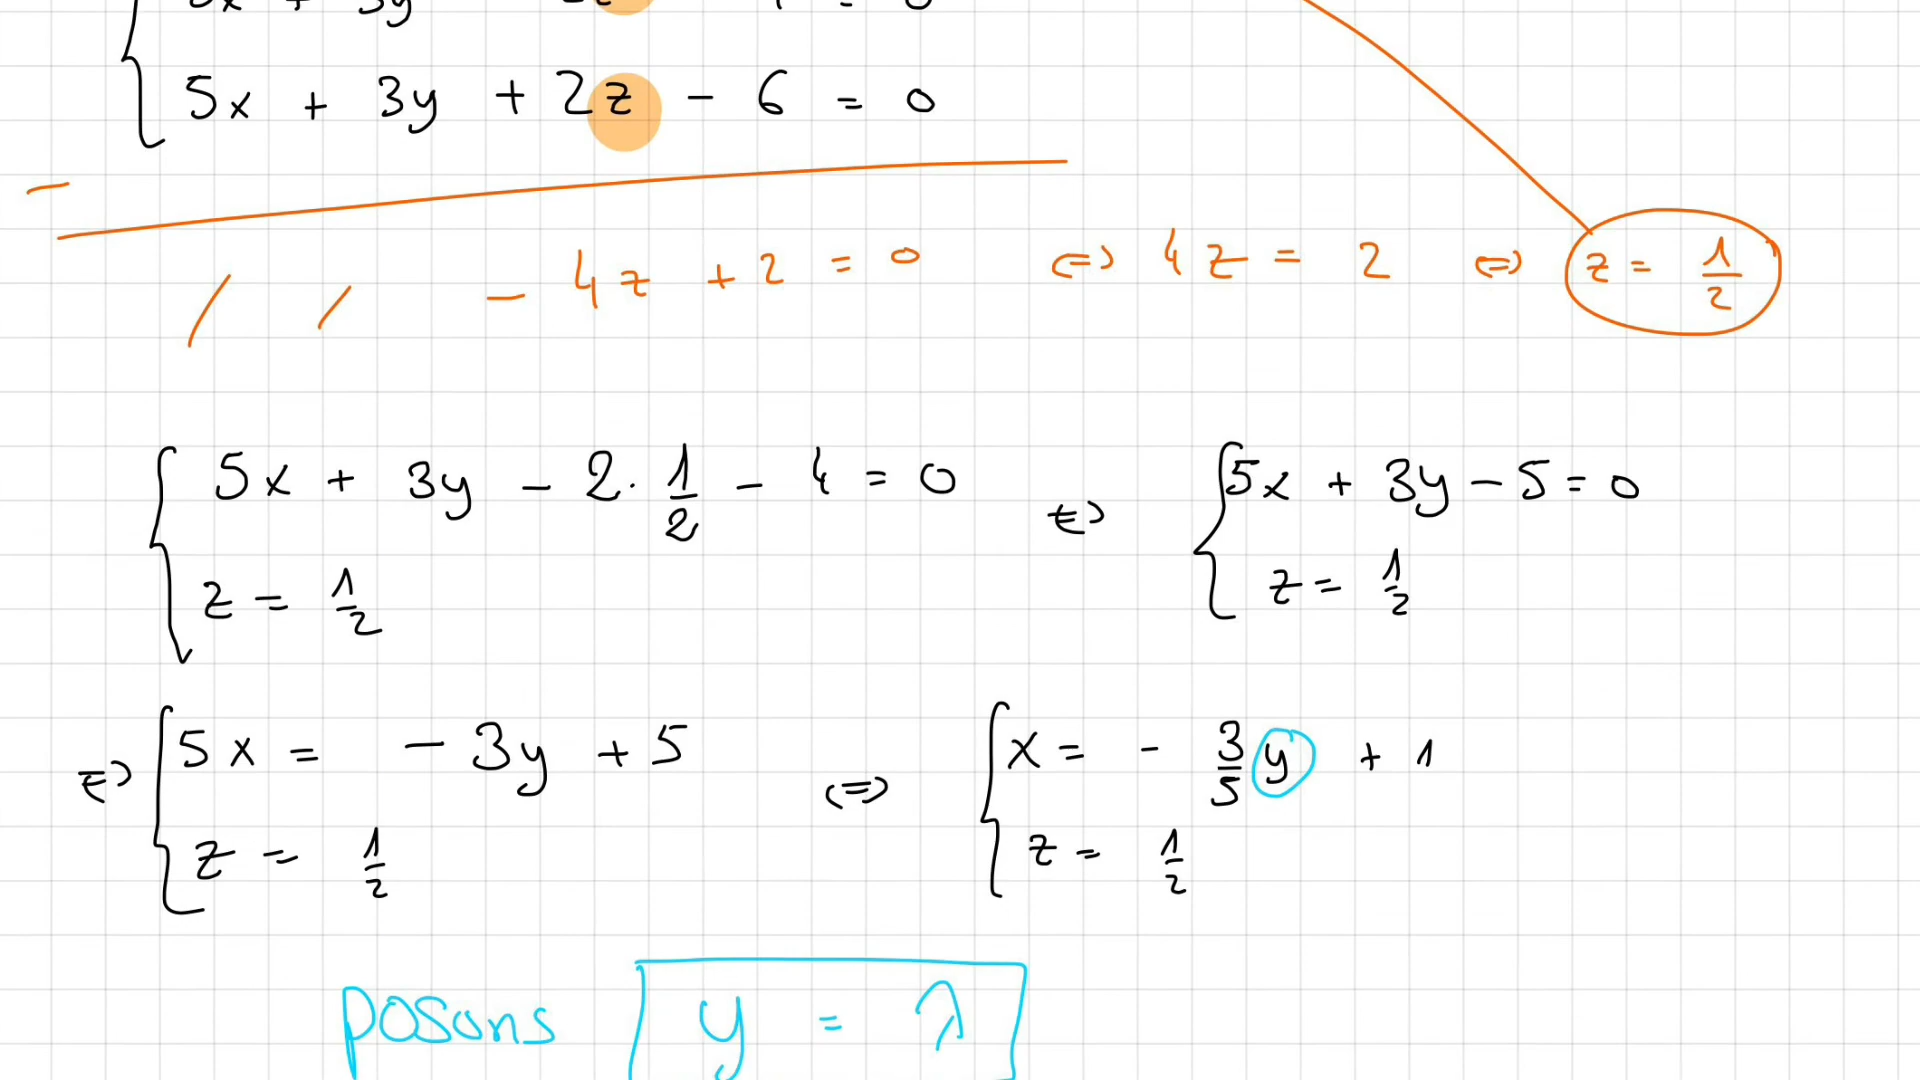 5x + 3y + 2z - 6 = 0
-
/ / - 4z + 2 = 0 <=> 4z = 2 <=> z = 1/2
5x + 3y - 2 · 1/2 - 4 = 0 <=> 5x + 3y - 5 = 0
z = 1/2 z = 1/2
<=> 5x = - 3y + 5 <=> x = - 3/5 y + 1
z = 1/2 z = 1/2
posons y = λ